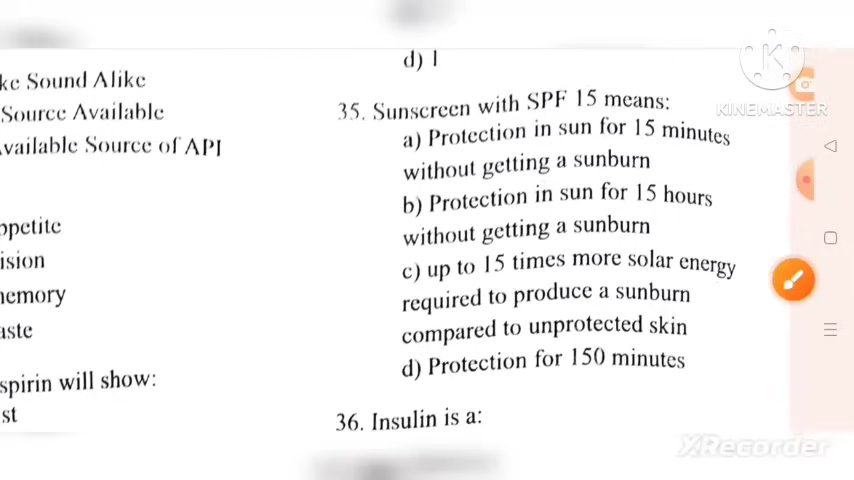 ke Sound Alike
Source Available
vailable Source of API
ppetite
ision
emory
aste
spirin will show:
st
d) 1
35. Sunscreen with SPF 15 means:
a) Protection in sun for 15 minutes
without getting a sunburn
b) Protection in sun for 15 hours
without getting a sunburn
c) up to 15 times more solar energy
required to produce a sunburn
compared to unprotected skin
d) Protection for 150 minutes
36. Insulin is a:
KINEMASTER
XRecorder